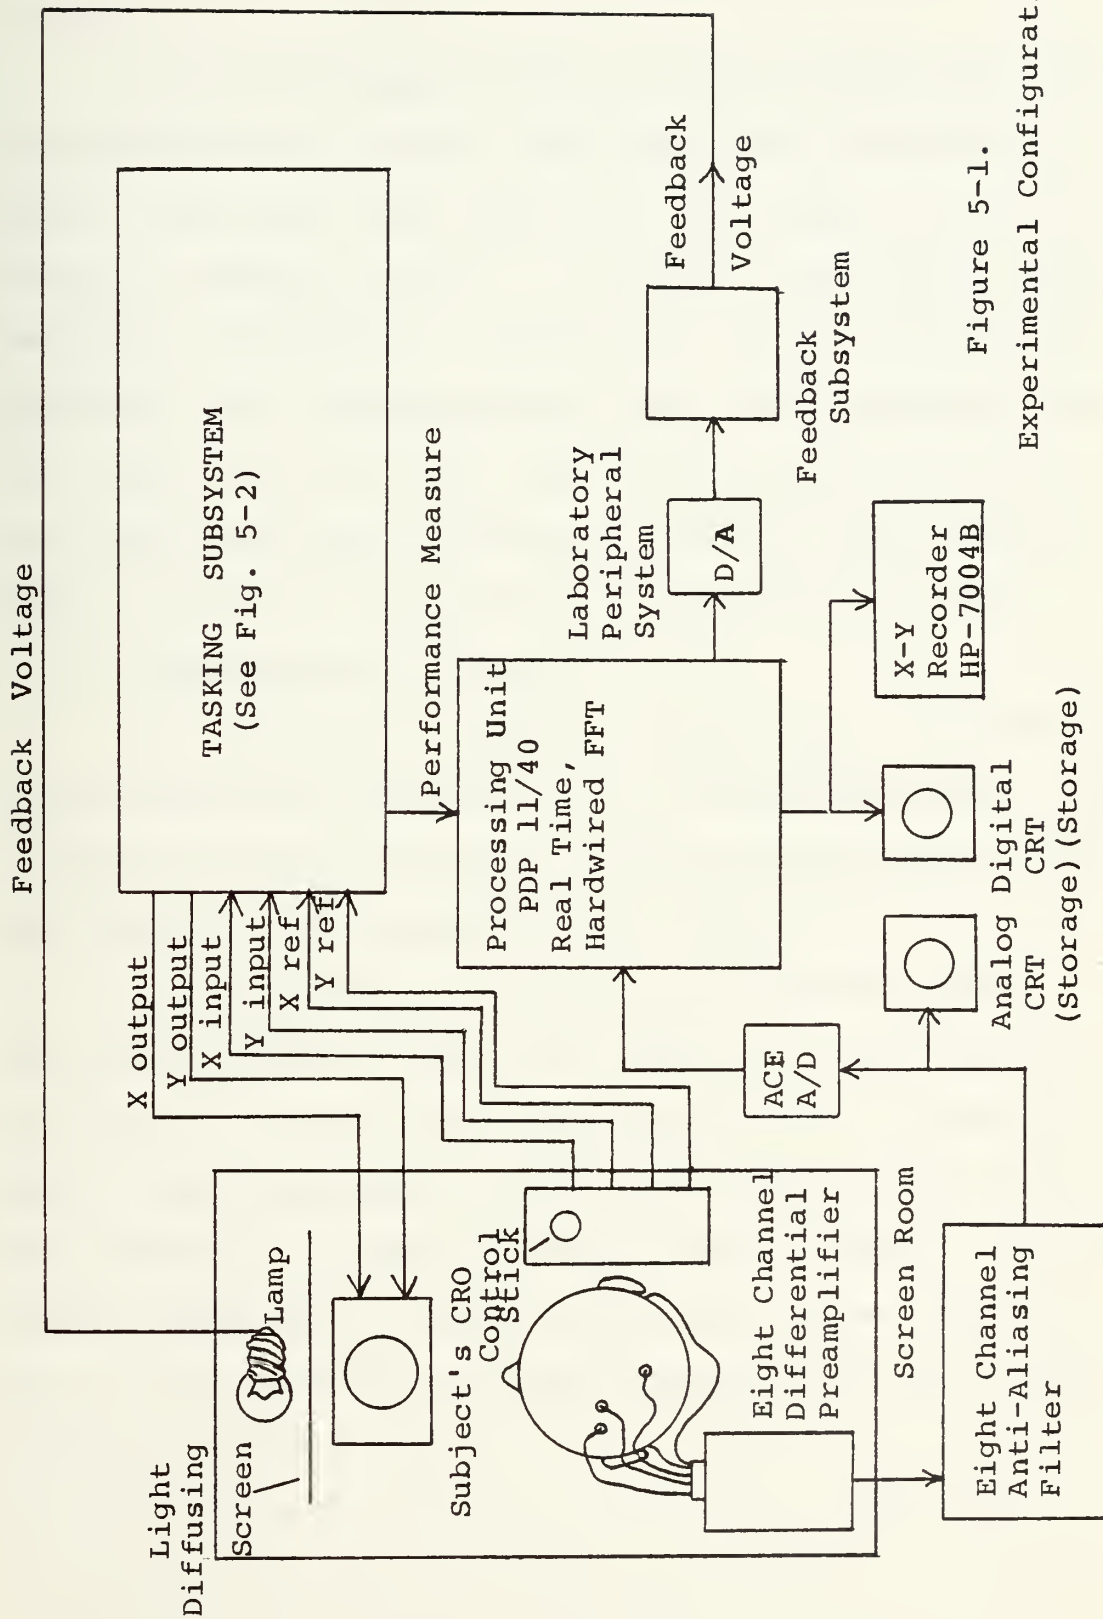 Feedback Voltage
Light
Diffusing
Screen
Lamp
Subject's CRO
Control
Stick
Eight Channel
Differential
Preamplifier
Screen Room
Eight Channel
Anti-Aliasing
Filter
X output
Y output
X input
Y input
X ref
Y ref
TASKING SUBSYSTEM
(See Fig. 5-2)
Performance Measure
Processing Unit
PDP 11/40
Real Time,
Hardwired FFT
ACE
A/D
Analog Digital
CRT CRT
(Storage)(Storage)
X-Y
Recorder
HP-7004B
Laboratory
Peripheral
System
D/A
Feedback
Subsystem
Feedback
Voltage
Figure 5-1.
Experimental Configurat